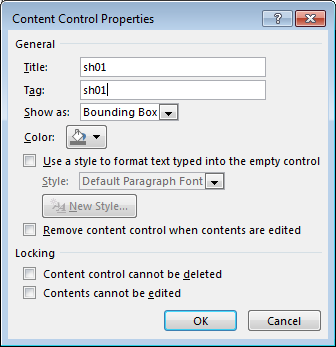 Content Control Properties
General
Title: sh01
Tag: sh01
Show as: Bounding Box
Color:
Use a style to format text typed into the empty control
Style: Default Paragraph Font
New Style...
Remove content control when contents are edited
Locking
Content control cannot be deleted
Contents cannot be edited
OK Cancel